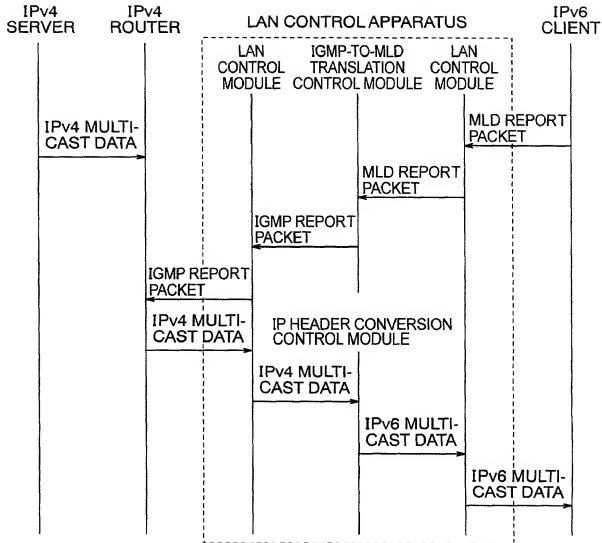 IPv4
SERVER
IPv4
ROUTER
LAN CONTROL APPARATUS
IPv6
CLIENT
LAN
CONTROL
MODULE
IGMP-TO-MLD
TRANSLATION
CONTROL MODULE
LAN
CONTROL
MODULE
IPv4 MULTI-
CAST DATA
MLD REPORT
PACKET
MLD REPORT
PACKET
IGMP REPORT
PACKET
IGMP REPORT
PACKET
IPv4 MULTI-
CAST DATA
IP HEADER CONVERSION
CONTROL MODULE
IPv4 MULTI-
CAST DATA
IPv6 MULTI-
CAST DATA
IPv6 MULTI-
CAST DATA